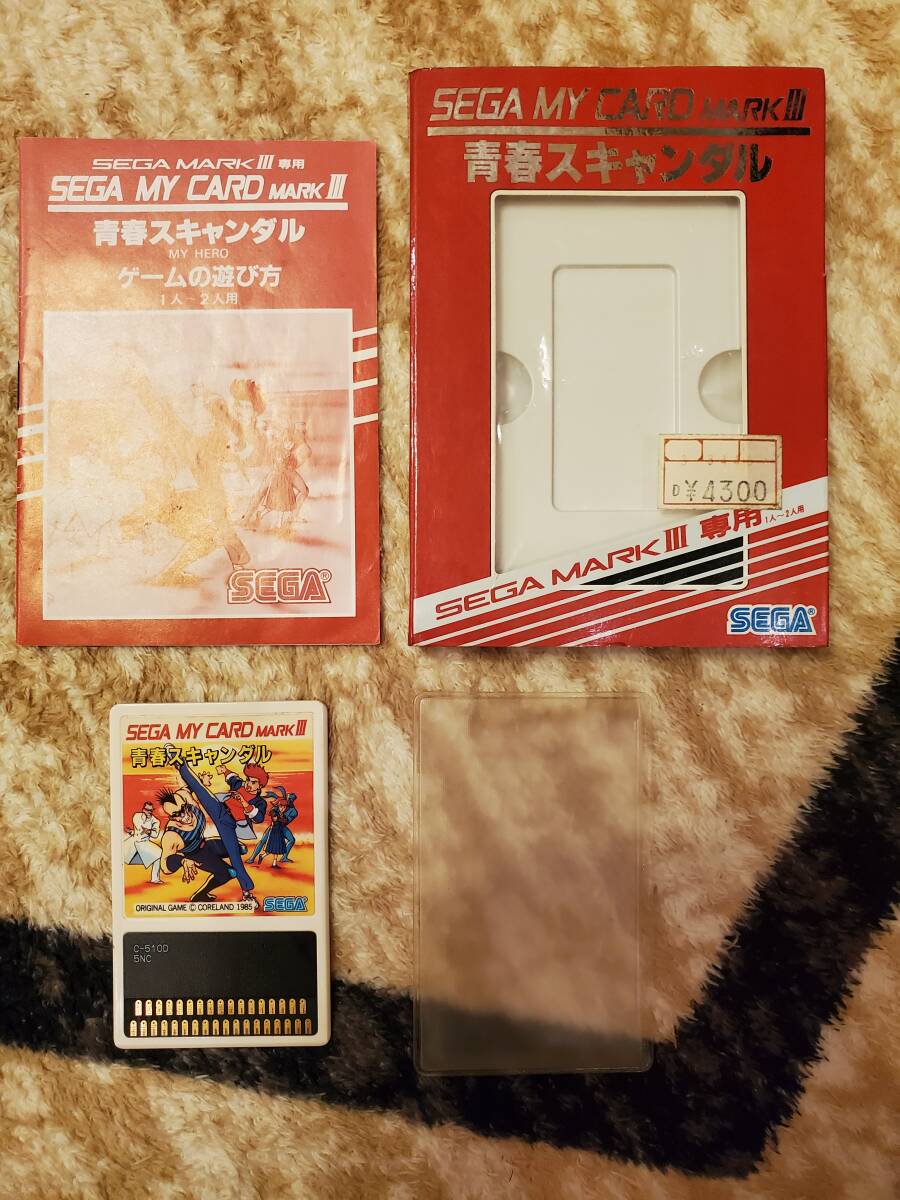 SEGA MARK III 専用
SEGA MY CARD MARK III
青春スキャンダル
MY HERO
ゲームの遊び方
1人～2人用
SEGA®
SEGA MY CARD MARK III
青春スキャンダル
D¥4300
SEGA MARK III 専用 1人～2人用
SEGA®
SEGA MY CARD MARK III
青春スキャンダル
ORIGINAL GAME © CORELAND 1985 SEGA
C-510D
5NC